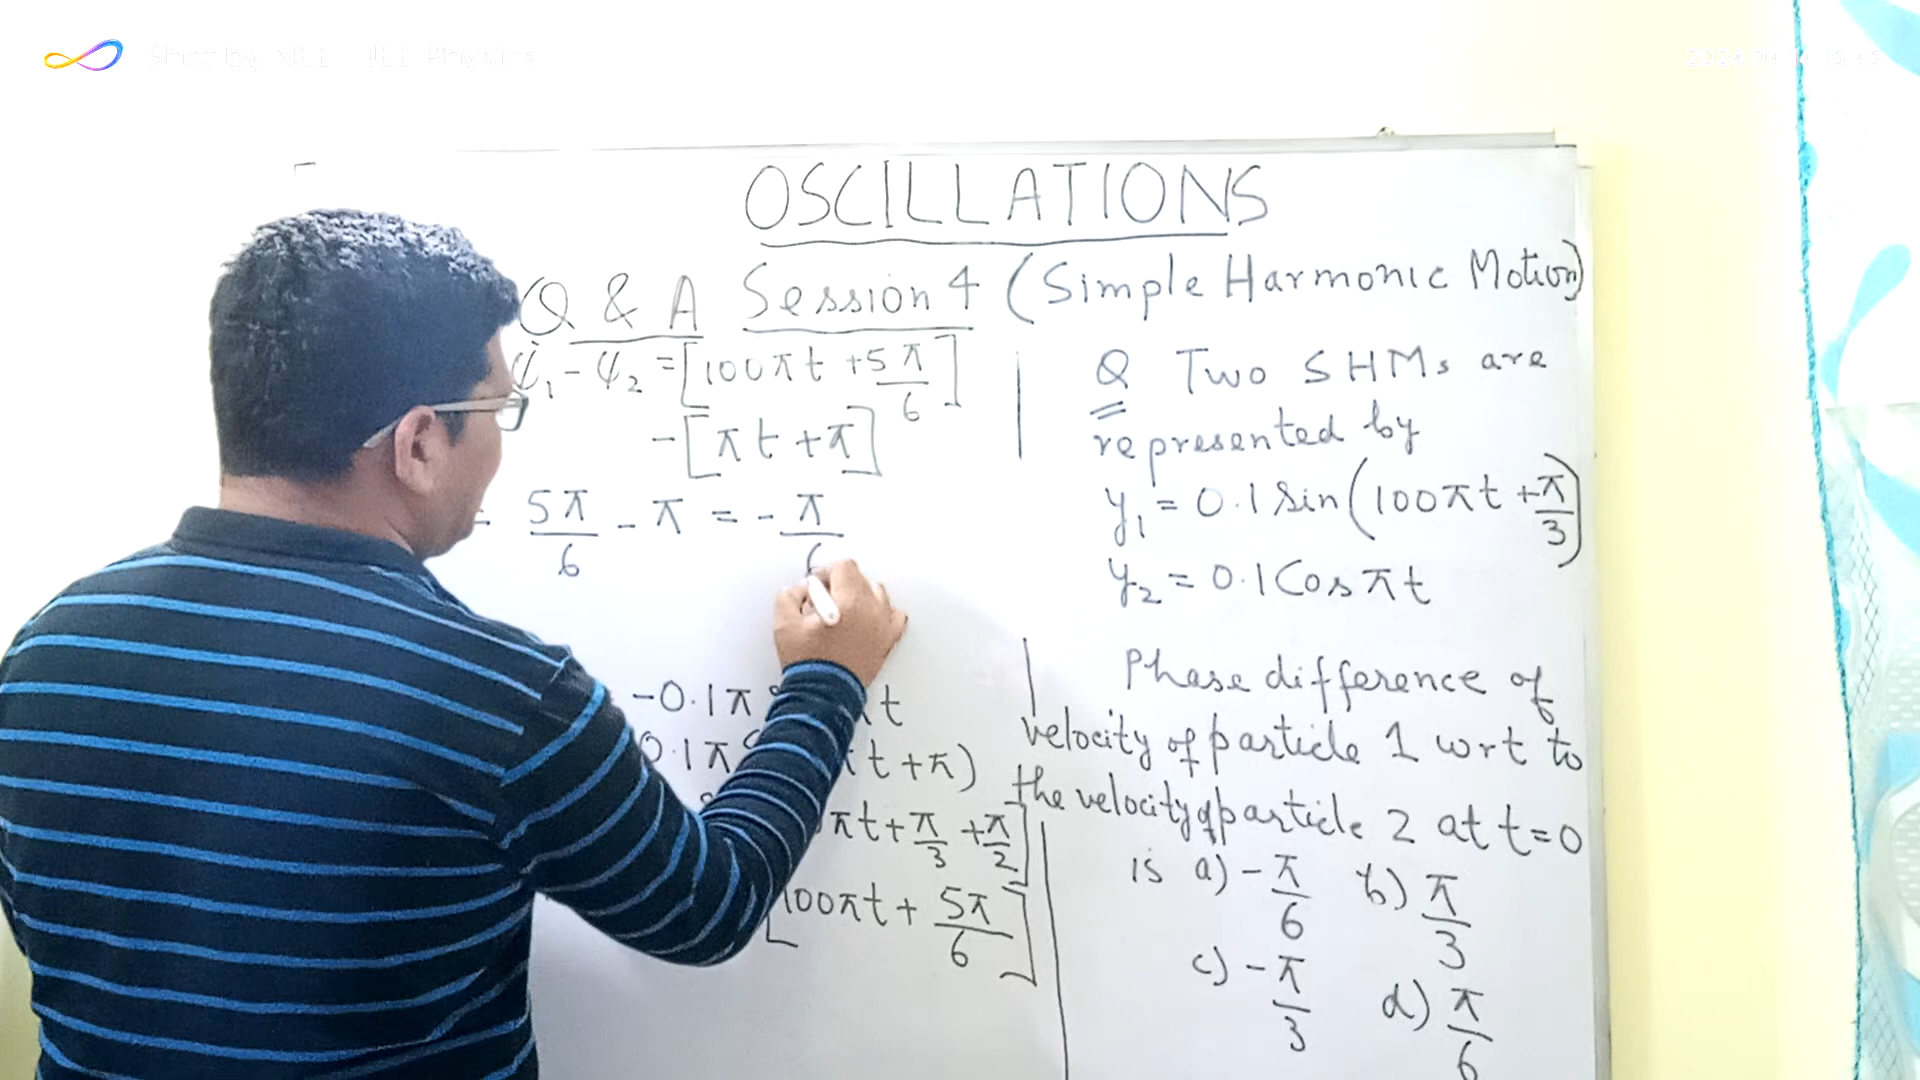 OSCILLATIONS
Q & A Session 4 (Simple Harmonic Motion)
φ₁ - φ₂ = [100πt + 5π/6]
- [πt + π]
= 5π/6 - π = - π/6
-0.1π t
0.1π t + π)
πt + π/3 + π/2]
[100πt + 5π/6]
Q Two SHMs are
represented by
y₁ = 0.1 sin(100πt + π/3)
y₂ = 0.1 Cos πt
Phase difference of
velocity of particle 1 wrt to
the velocity of particle 2 at t=0
is a) - π/6 b) π/3
c) - π/3 d) π/6